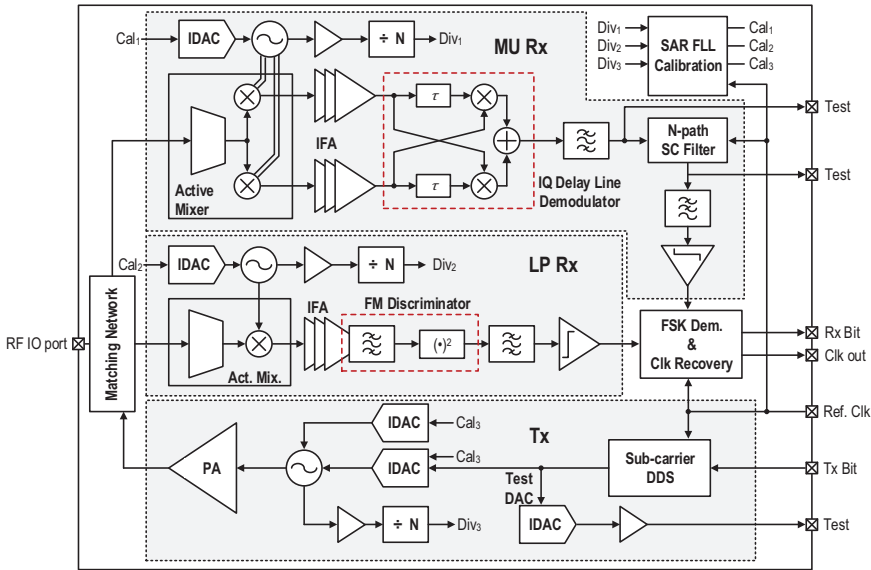 Cal₁
IDAC
÷ N
Div₁
MU Rx
Div₁
Div₂
Div₃
SAR FLL
Calibration
Cal₁
Cal₂
Cal₃
Active
Mixer
IFA
τ
τ
IQ Delay Line
Demodulator
N-path
SC Filter
Test
Test
Cal₂
IDAC
÷ N
Div₂
LP Rx
RF IO port
Matching Network
Act. Mix.
IFA
FM Discriminator
(•)²
FSK Dem.
&
Clk Recovery
Rx Bit
Clk out
Ref. Clk
Tx
IDAC
Cal₃
PA
IDAC
Cal₃
Test
DAC
Sub-carrier
DDS
Tx Bit
÷ N
Div₃
IDAC
Test